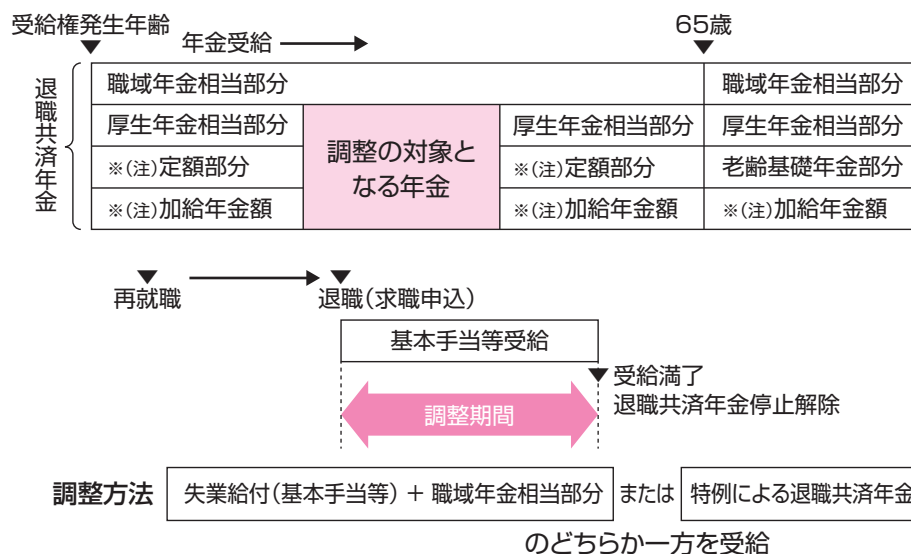 受給権発生年齢
年金受給
65歳
退職共済年金
職域年金相当部分
職域年金相当部分
厚生年金相当部分
調整の対象と
なる年金
厚生年金相当部分
厚生年金相当部分
※(注)定額部分
※(注)定額部分
老齢基礎年金部分
※(注)加給年金額
※(注)加給年金額
※(注)加給年金額
再就職
退職(求職申込)
基本手当等受給
受給満了
退職共済年金停止解除
調整期間
調整方法 失業給付(基本手当等) + 職域年金相当部分 または 特例による退職共済年金
のどちらか一方を受給